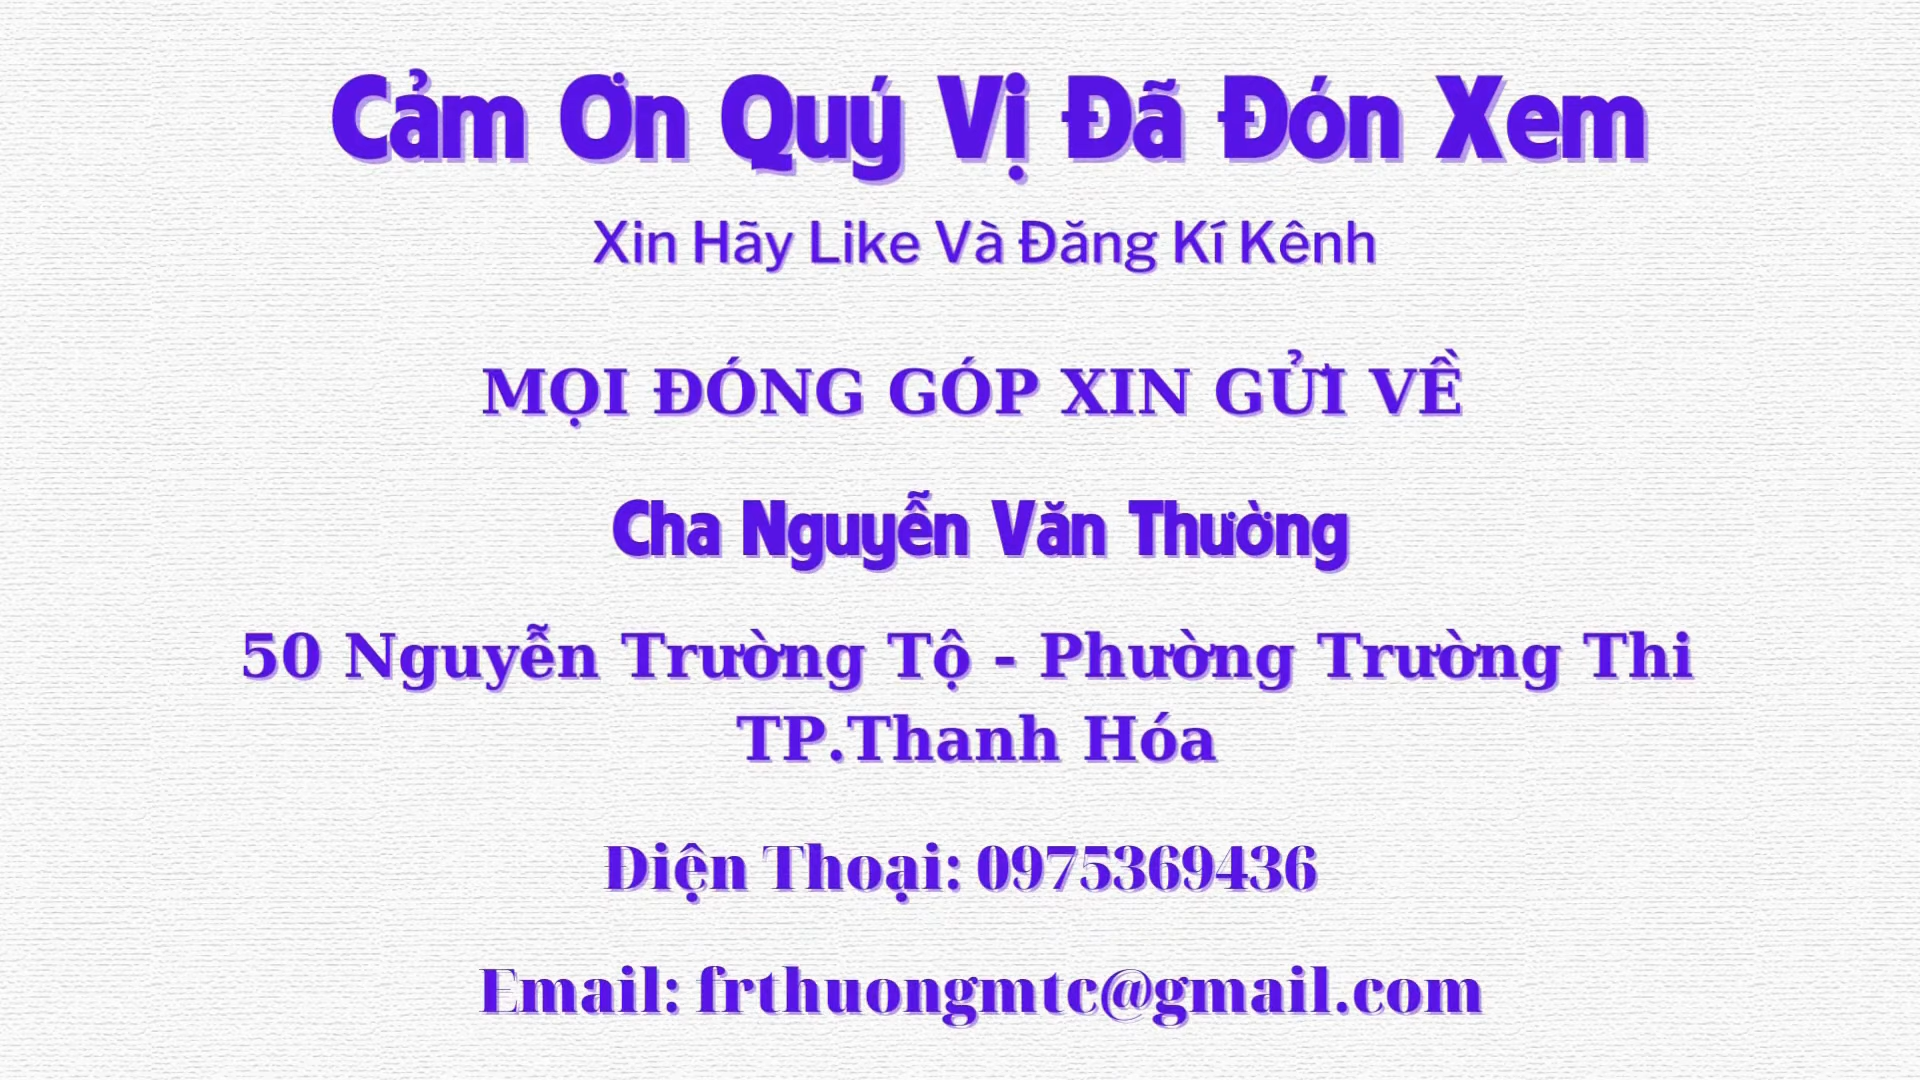 Cảm Ơn Quý Vị Đã Đón Xem
Xin Hãy Like Và Đăng Kí Kênh
MỌI ĐÓNG GÓP XIN GỬI VỀ
Cha Nguyễn Văn Thường
50 Nguyễn Trường Tộ - Phường Trường Thi
TP.Thanh Hóa
Điện Thoại: 0975369436
Email: frthuongmtc@gmail.com